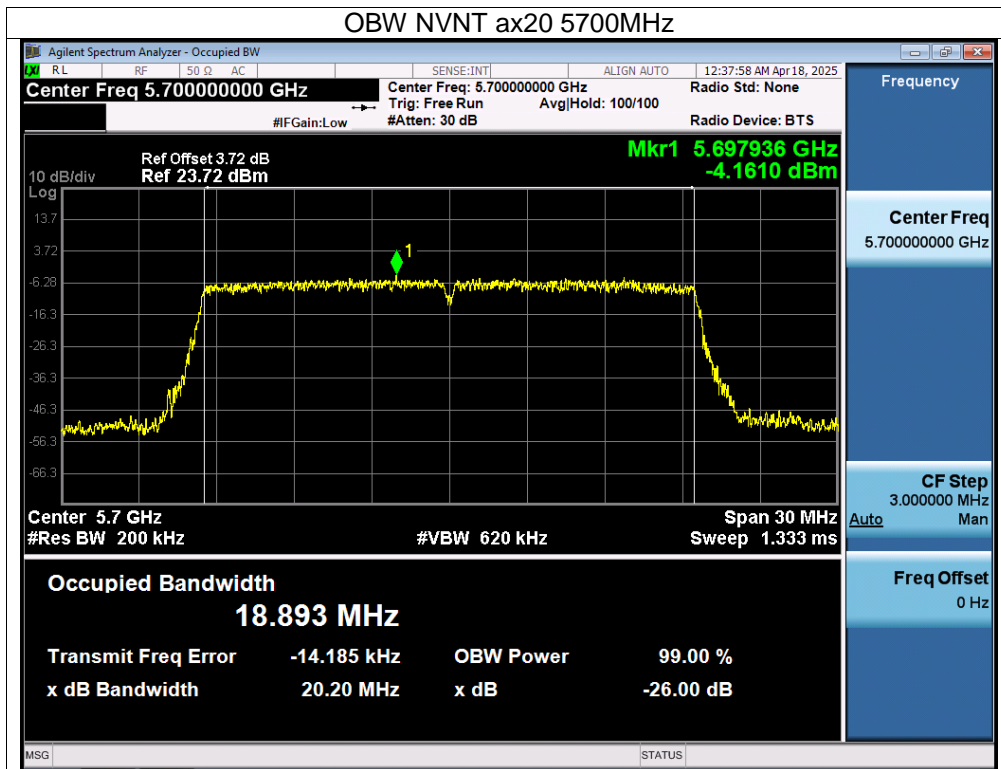 OBW NVNT ax20 5700MHz
Agilent Spectrum Analyzer - Occupied BW
LXI RL RF 50 Ω AC SENSE:INT ALIGN AUTO 12:37:58 AM Apr 18, 2025
Center Freq 5.700000000 GHz Center Freq: 5.700000000 GHz Radio Std: None
Trig: Free Run Avg|Hold: 100/100
#IFGain:Low #Atten: 30 dB Radio Device: BTS
Frequency
Mkr1 5.697936 GHz
-4.1610 dBm
Ref Offset 3.72 dB
10 dB/div Ref 23.72 dBm
Log
13.7
3.72
-6.28
-16.3
-26.3
-36.3
-46.3
-56.3
-66.3
1
Center 5.7 GHz Span 30 MHz
#Res BW 200 kHz #VBW 620 kHz Sweep 1.333 ms
Center Freq
5.700000000 GHz
CF Step
3.000000 MHz
Auto Man
Freq Offset
0 Hz
Occupied Bandwidth
18.893 MHz
Transmit Freq Error -14.185 kHz OBW Power 99.00 %
x dB Bandwidth 20.20 MHz x dB -26.00 dB
MSG STATUS